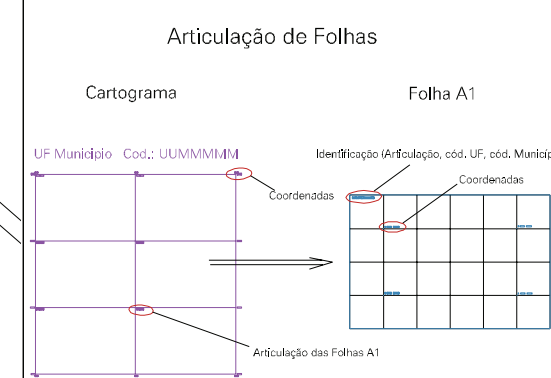 Articulação de Folhas
Cartograma
Folha A1
UF Municipio Cod.: UUMMMMM
Identificação (Articulação, cód. UF, cód. Municíp
Coordenadas
Coordenadas
Articulação das Folhas A1